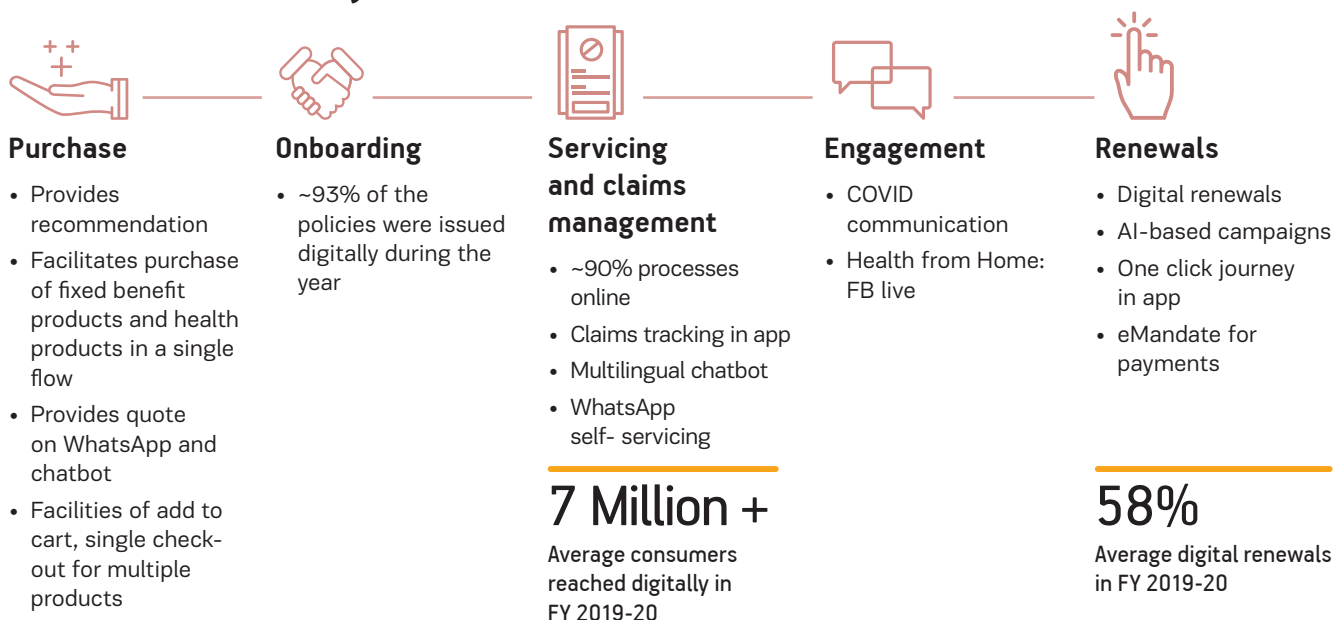 Purchase
• Provides
recommendation
• Facilitates purchase
of fixed benefit
products and health
products in a single
flow
• Provides quote
on WhatsApp and
chatbot
• Facilities of add to
cart, single check-
out for multiple
products
Onboarding
• ~93% of the
policies were issued
digitally during the
year
Servicing
and claims
management
• ~90% processes
online
• Claims tracking in app
• Multilingual chatbot
• WhatsApp
self- servicing
7 Million +
Average consumers
reached digitally in
FY 2019-20
Engagement
• COVID
communication
• Health from Home:
FB live
Renewals
• Digital renewals
• AI-based campaigns
• One click journey
in app
• eMandate for
payments
58%
Average digital renewals
in FY 2019-20